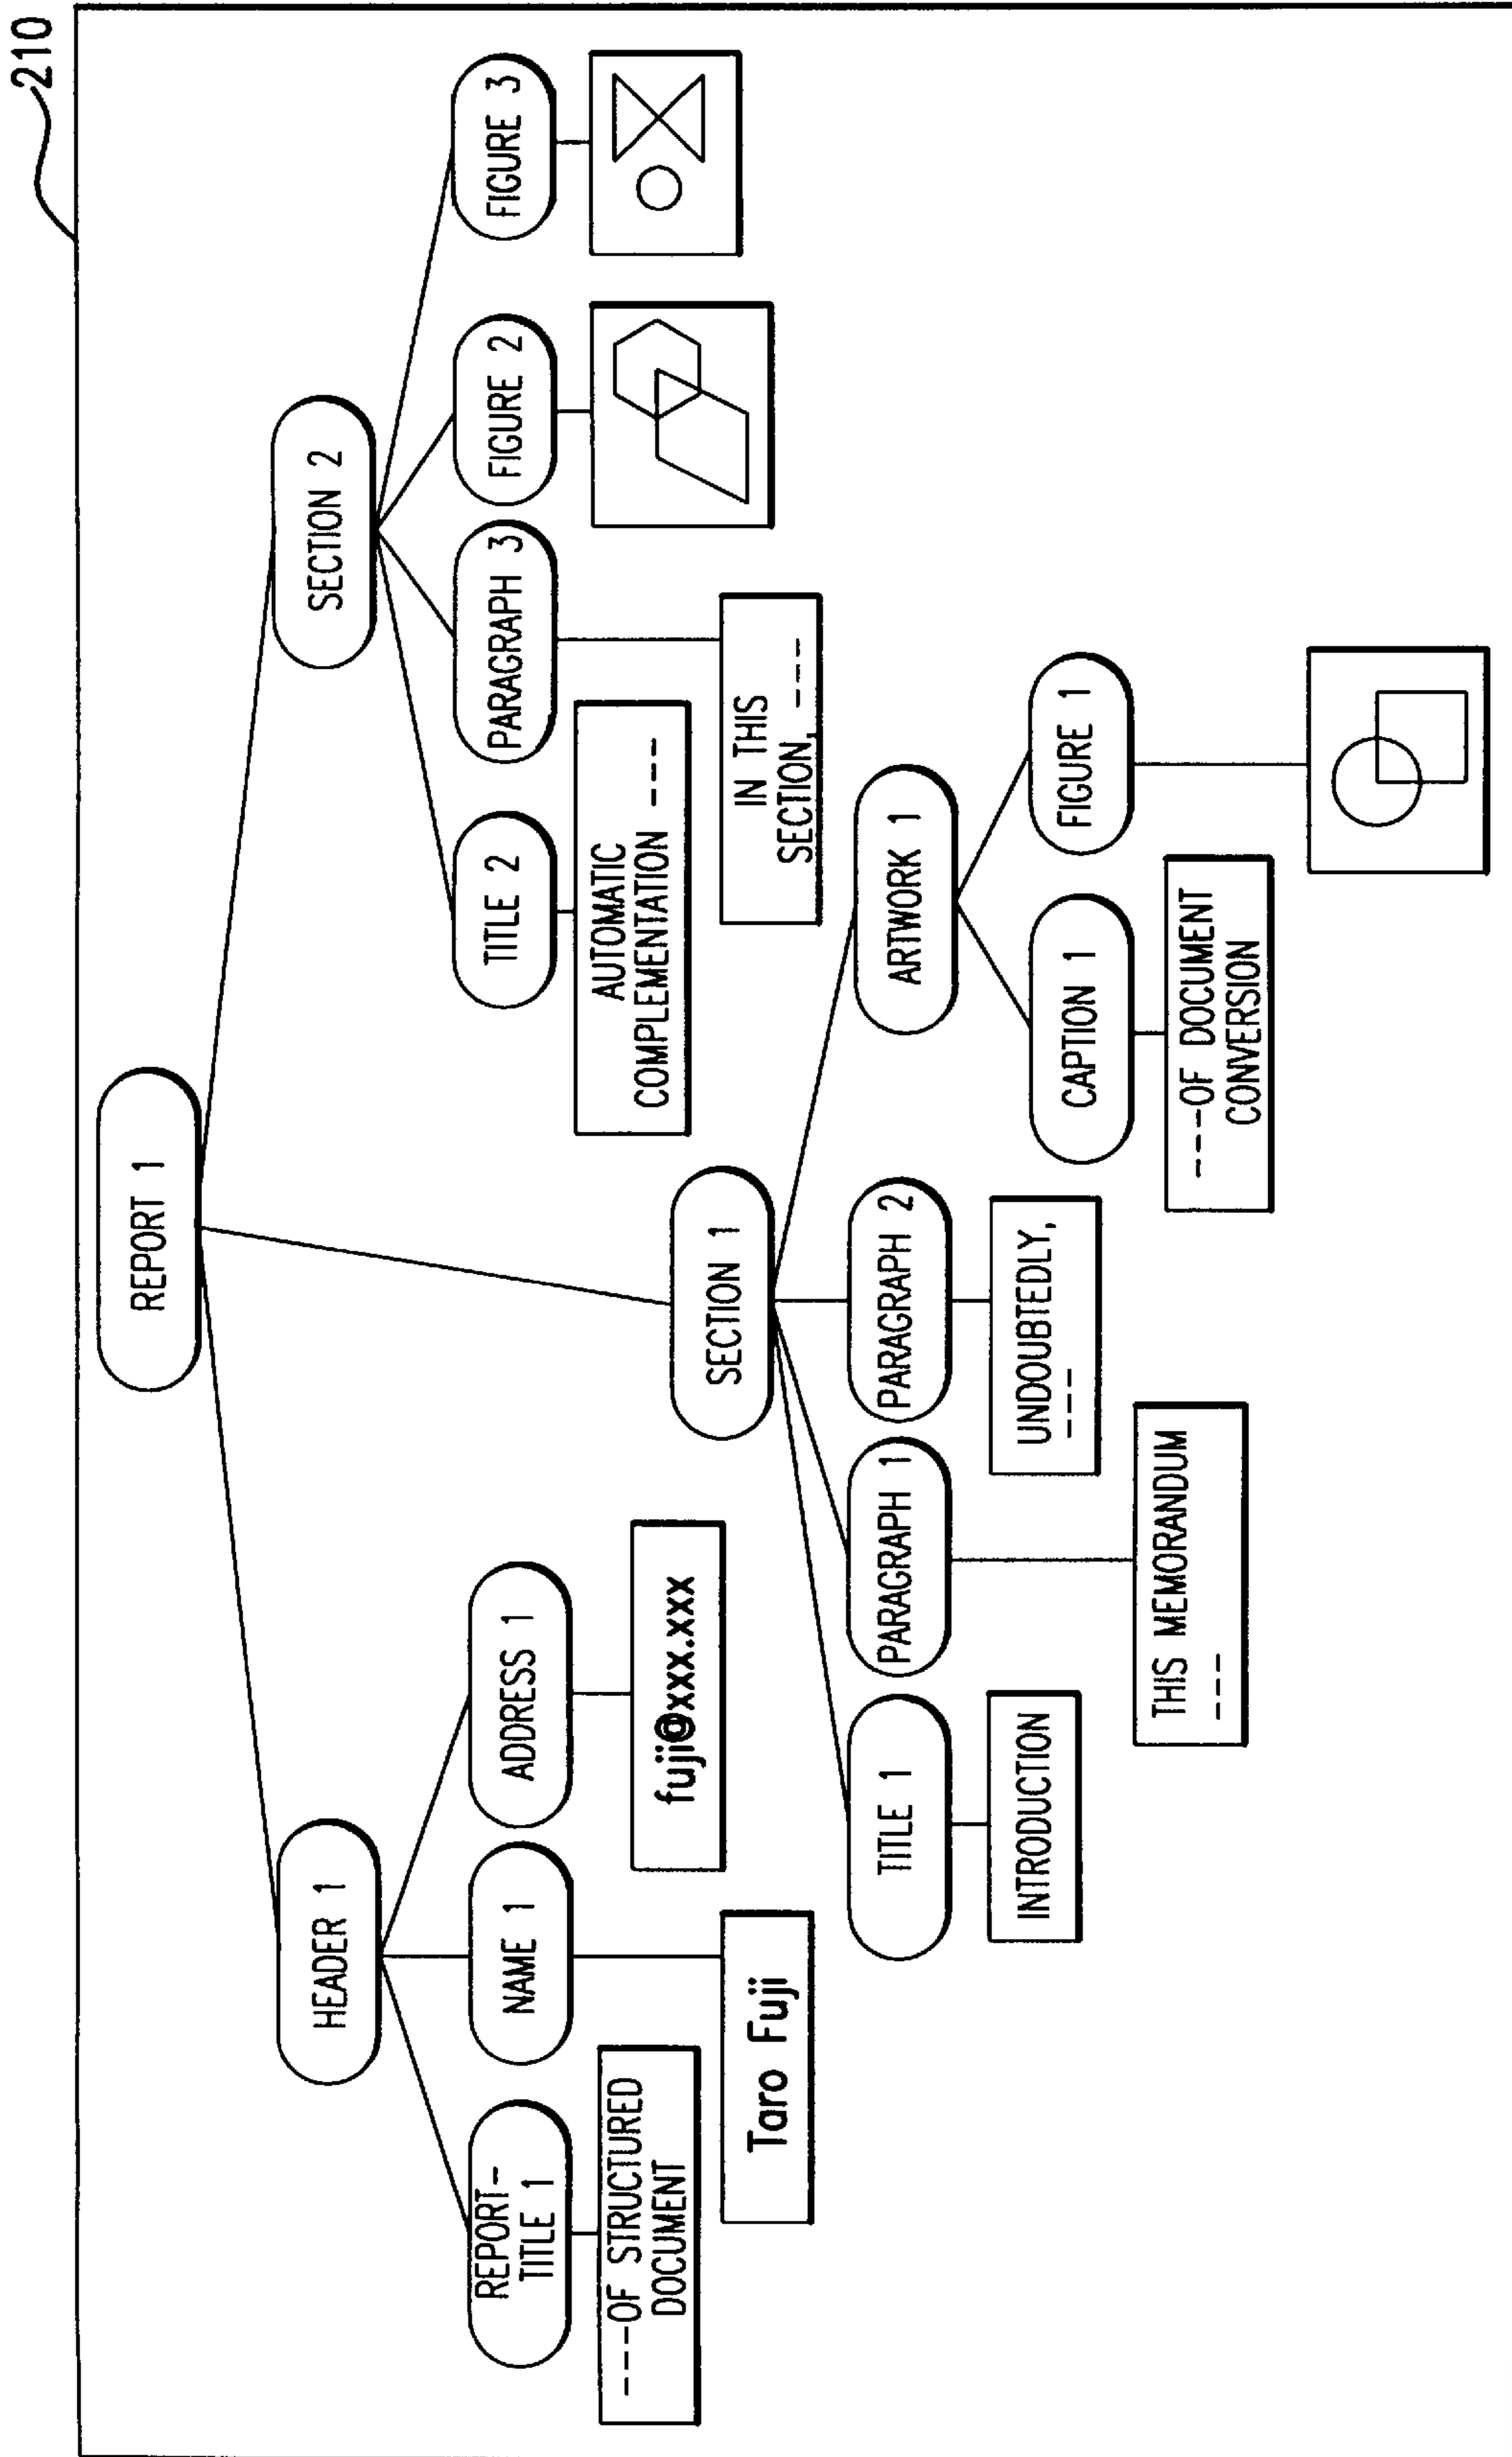 210
REPORT 1
HEADER 1
SECTION 2
REPORT-
TITLE 1
NAME 1
ADDRESS 1
TITLE 2
PARAGRAPH 3
FIGURE 2
FIGURE 3
----OF STRUCTURED
DOCUMENT
Taro Fuji
fuji@xxx.xxx
AUTOMATIC
COMPLEMENTATION ---
IN THIS
SECTION, ---
SECTION 1
TITLE 1
PARAGRAPH 1
PARAGRAPH 2
ARTWORK 1
INTRODUCTION
THIS MEMORANDUM
---
UNDOUBTEDLY,
---
CAPTION 1
FIGURE 1
---OF DOCUMENT
CONVERSION